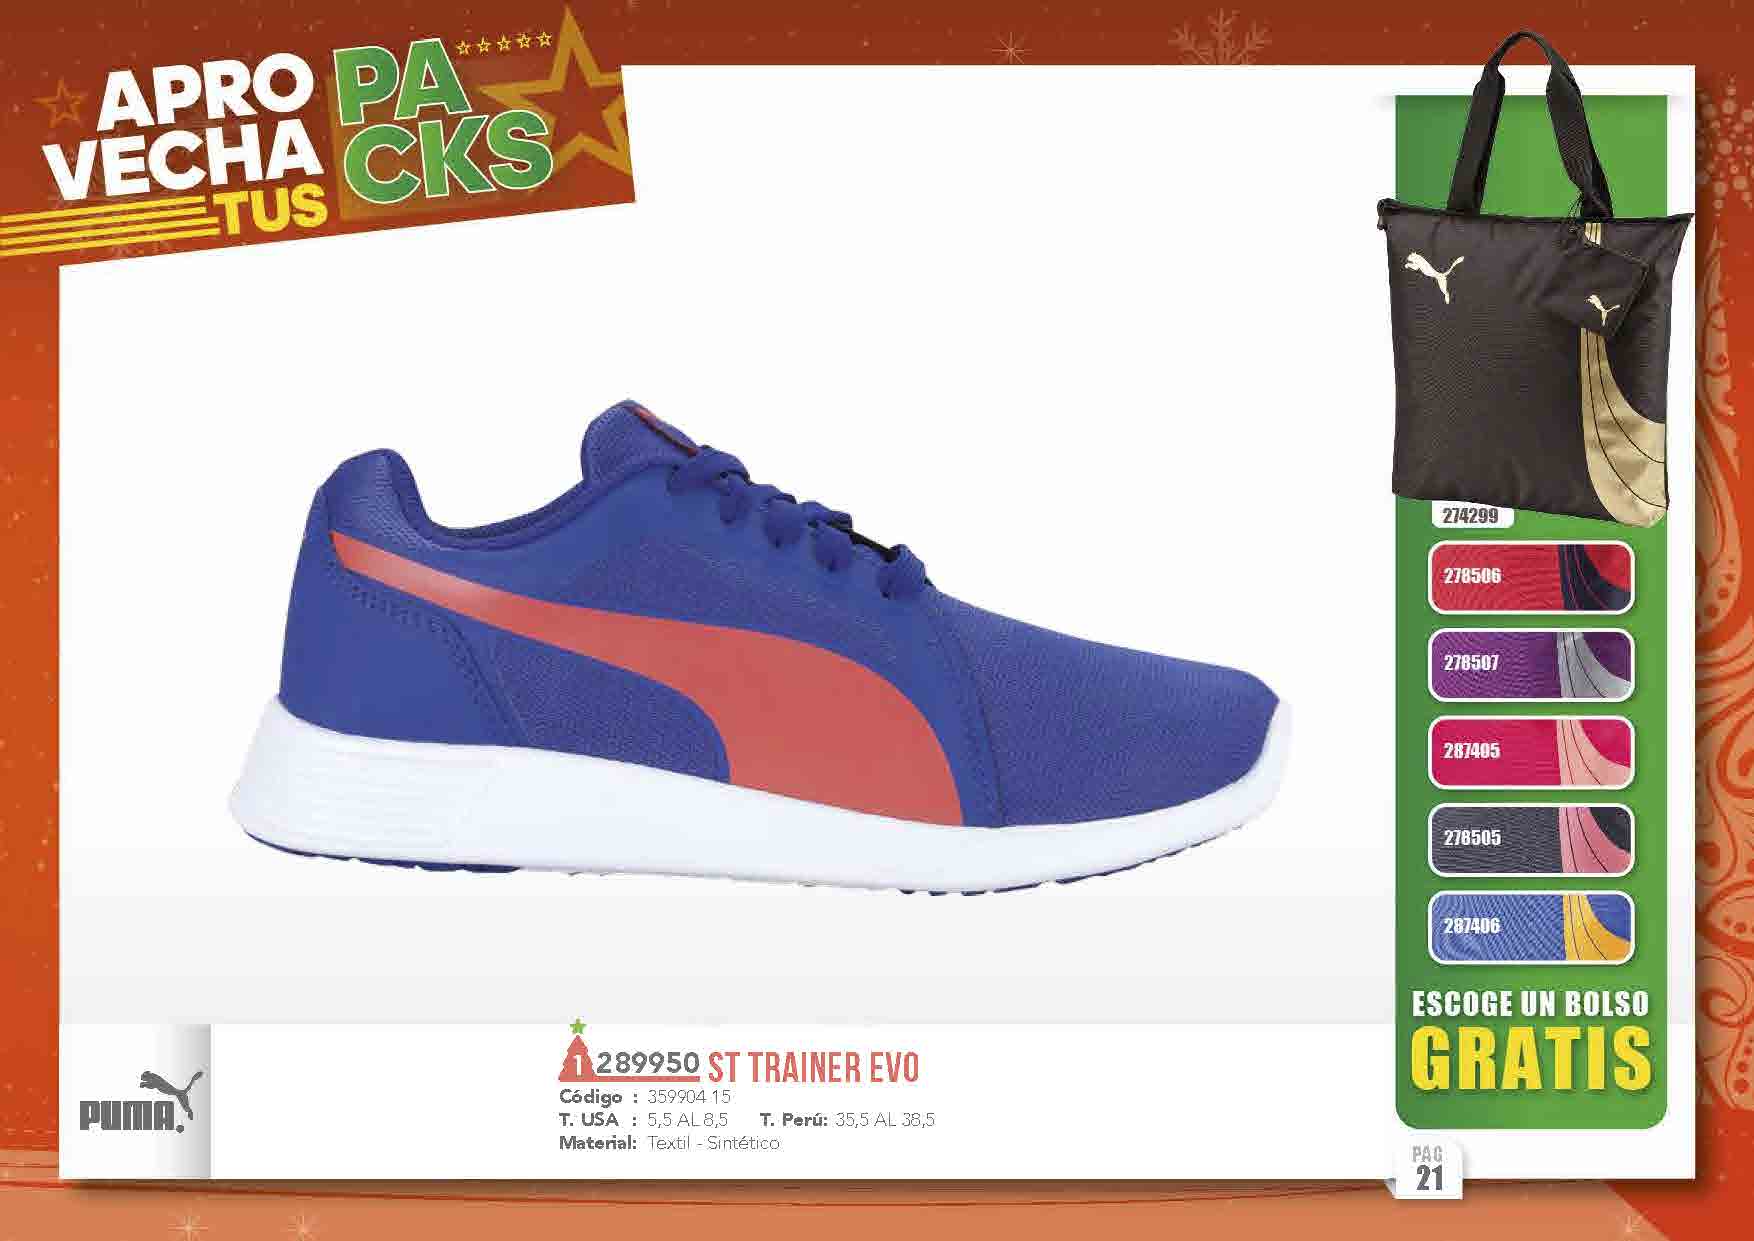 APRO
VECHA
TUS
PA
CKS
274299
278506
278507
287405
278505
287406
ESCOGE UN BOLSO
GRATIS
1 289950 ST TRAINER EVO
Código : 359904 15
T. USA : 5,5 AL 8,5 T. Perú: 35,5 AL 38,5
Material: Textil - Sintético
PUMA
PAG
21